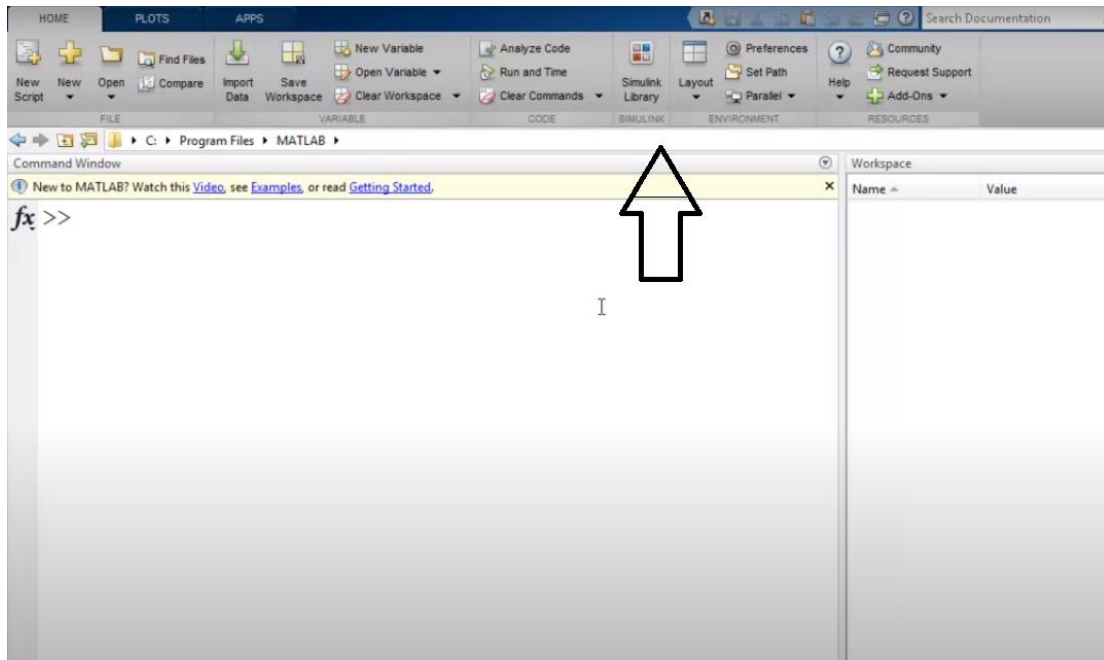 HOME PLOTS APPS
Search Documentation
New Script
New
Open
Find Files
Compare
FILE
Import Data
Save Workspace
New Variable
Open Variable
Clear Workspace
VARIABLE
Analyze Code
Run and Time
Clear Commands
CODE
Simulink Library
SIMULINK
Layout
Preferences
Set Path
Parallel
ENVIRONMENT
Help
Community
Request Support
Add-Ons
RESOURCES
C: Program Files MATLAB
Command Window
New to MATLAB? Watch this Video, see Examples, or read Getting Started.
fx >>
Workspace
Name Value